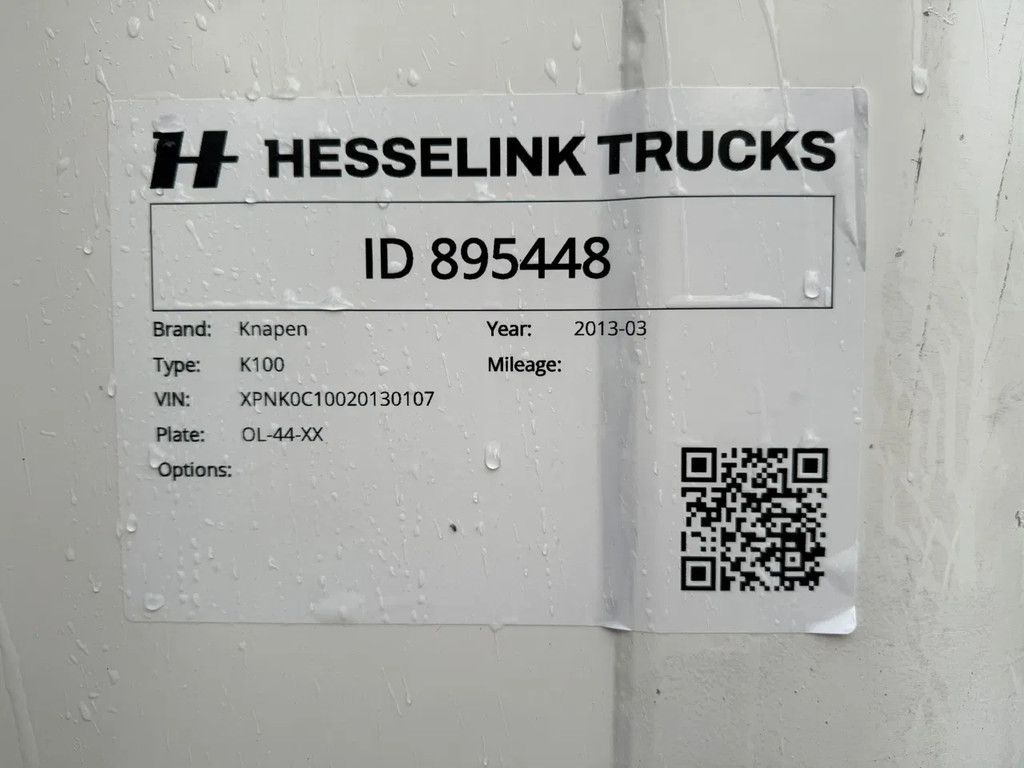 H HESSELINK TRUCKS
ID 895448
Brand: Knapen Year: 2013-03
Type: K100 Mileage:
VIN: XPNK0C10020130107
Plate: OL-44-XX
Options: